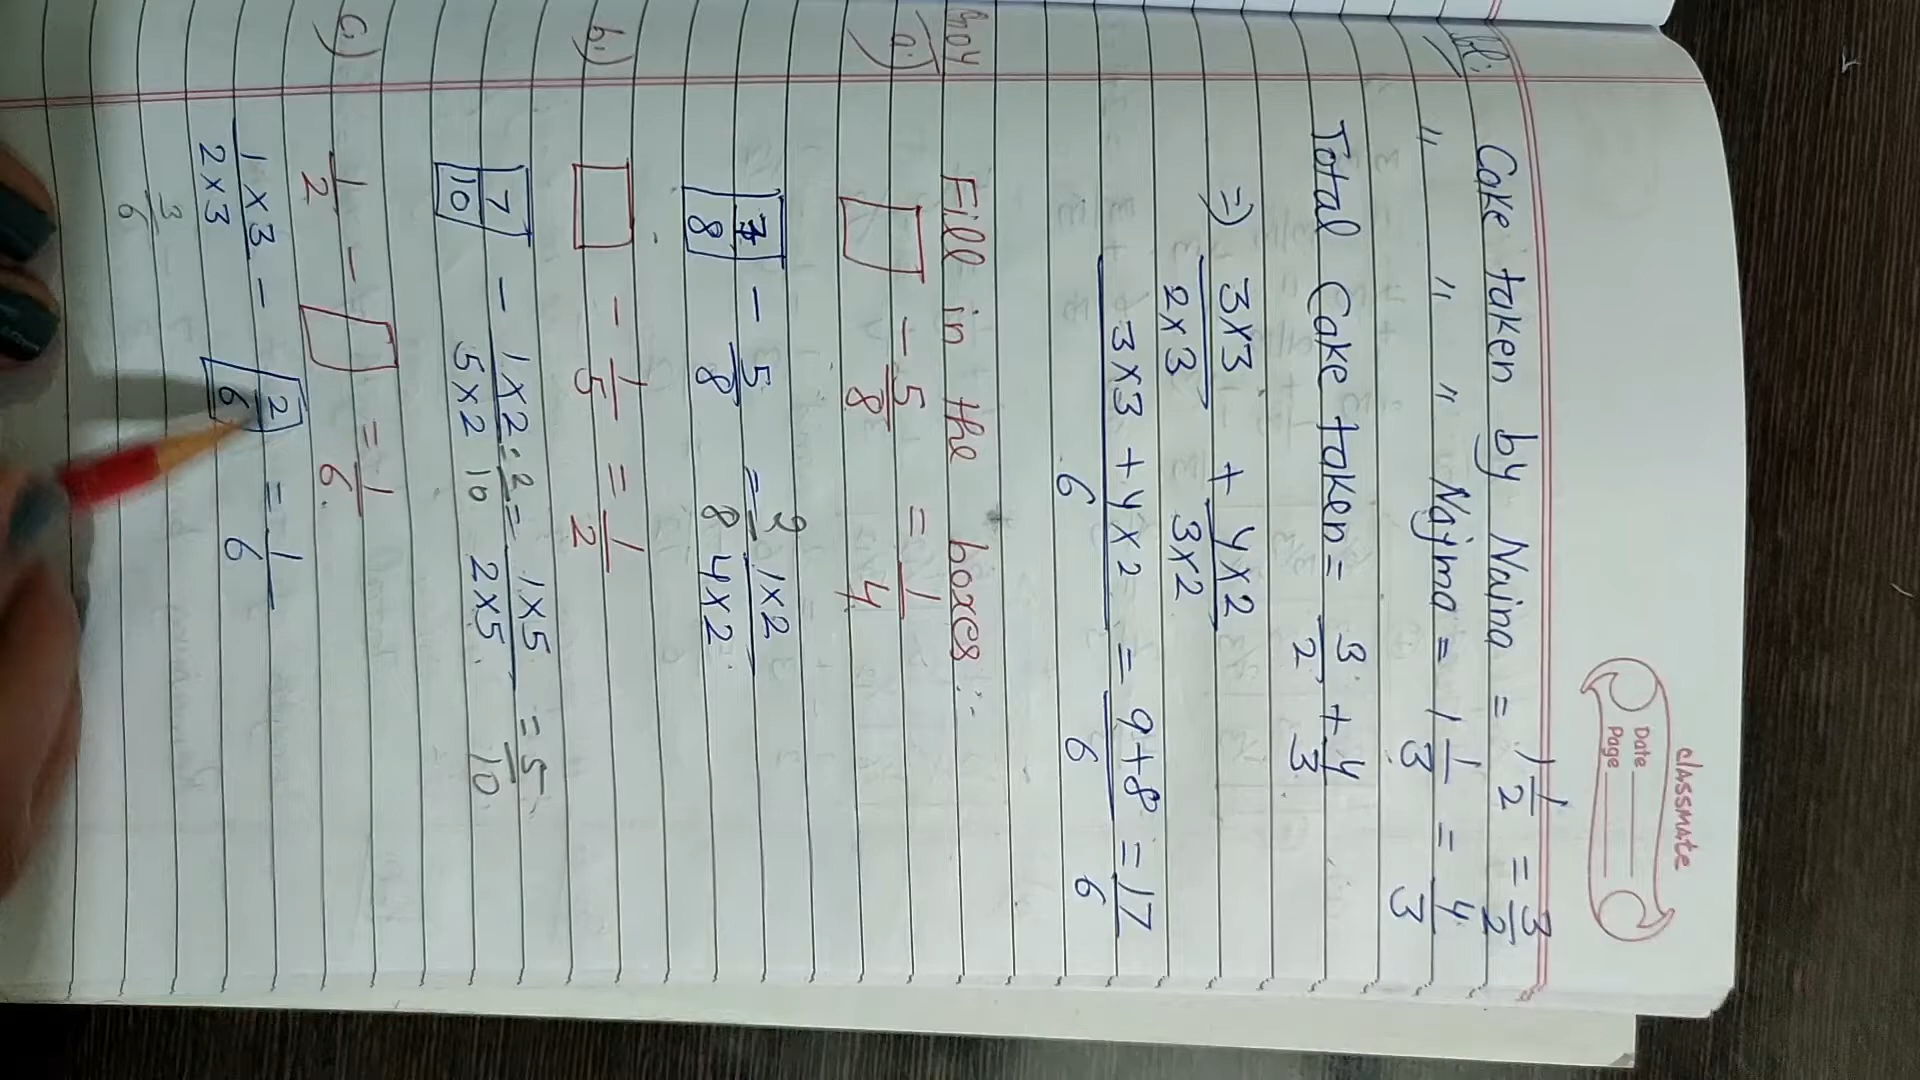 classmate
Date
Page
Sol:
Cake taken by Naina = 1 1/2 = 3/2
" " " Najma = 1 1/3 = 4/3
Total Cake taken = 3/2 + 4/3
=) 3×3/2×3 + 4×2/3×2
3×3 + 4×2/6 = 9+8/6 = 17/6
Fill in the boxes:-
a.) □ - 5/8 = 1/4
7/8 - 5/8 = 2/8 1×2/4×2
b.) □ - 1/5 = 1/2
7/10 - 1×2/5×2 = 2/10 = 1×5/2×5 = 5/10
c.) 1/2 - □ = 1/6
1×3/2×3 - 2/6 = 1/6
3/6